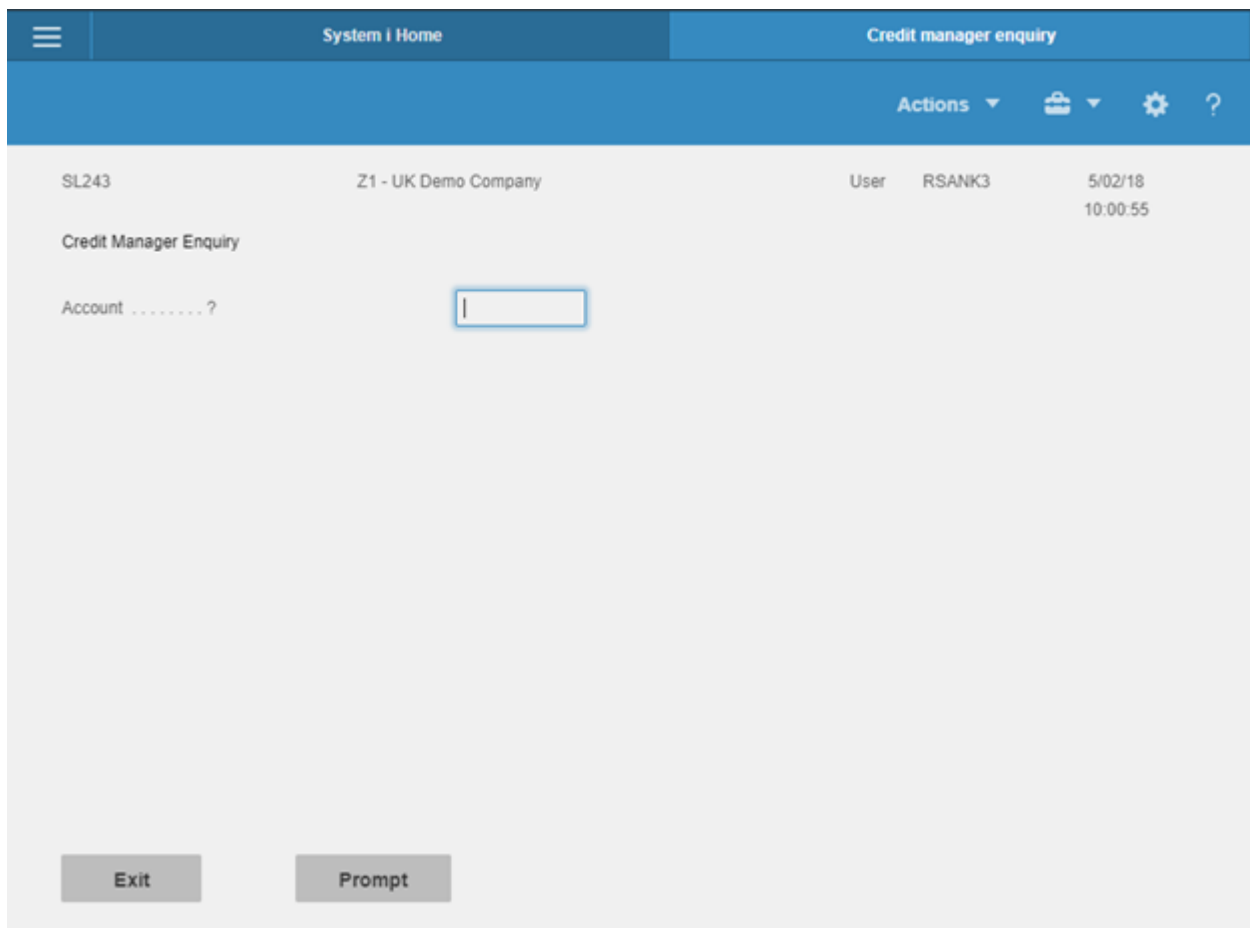 System i Home Credit manager enquiry
Actions ?
SL243 Z1 - UK Demo Company User RSANK3 5/02/18
10:00:55
Credit Manager Enquiry
Account . . . . . . . . ?
Exit Prompt